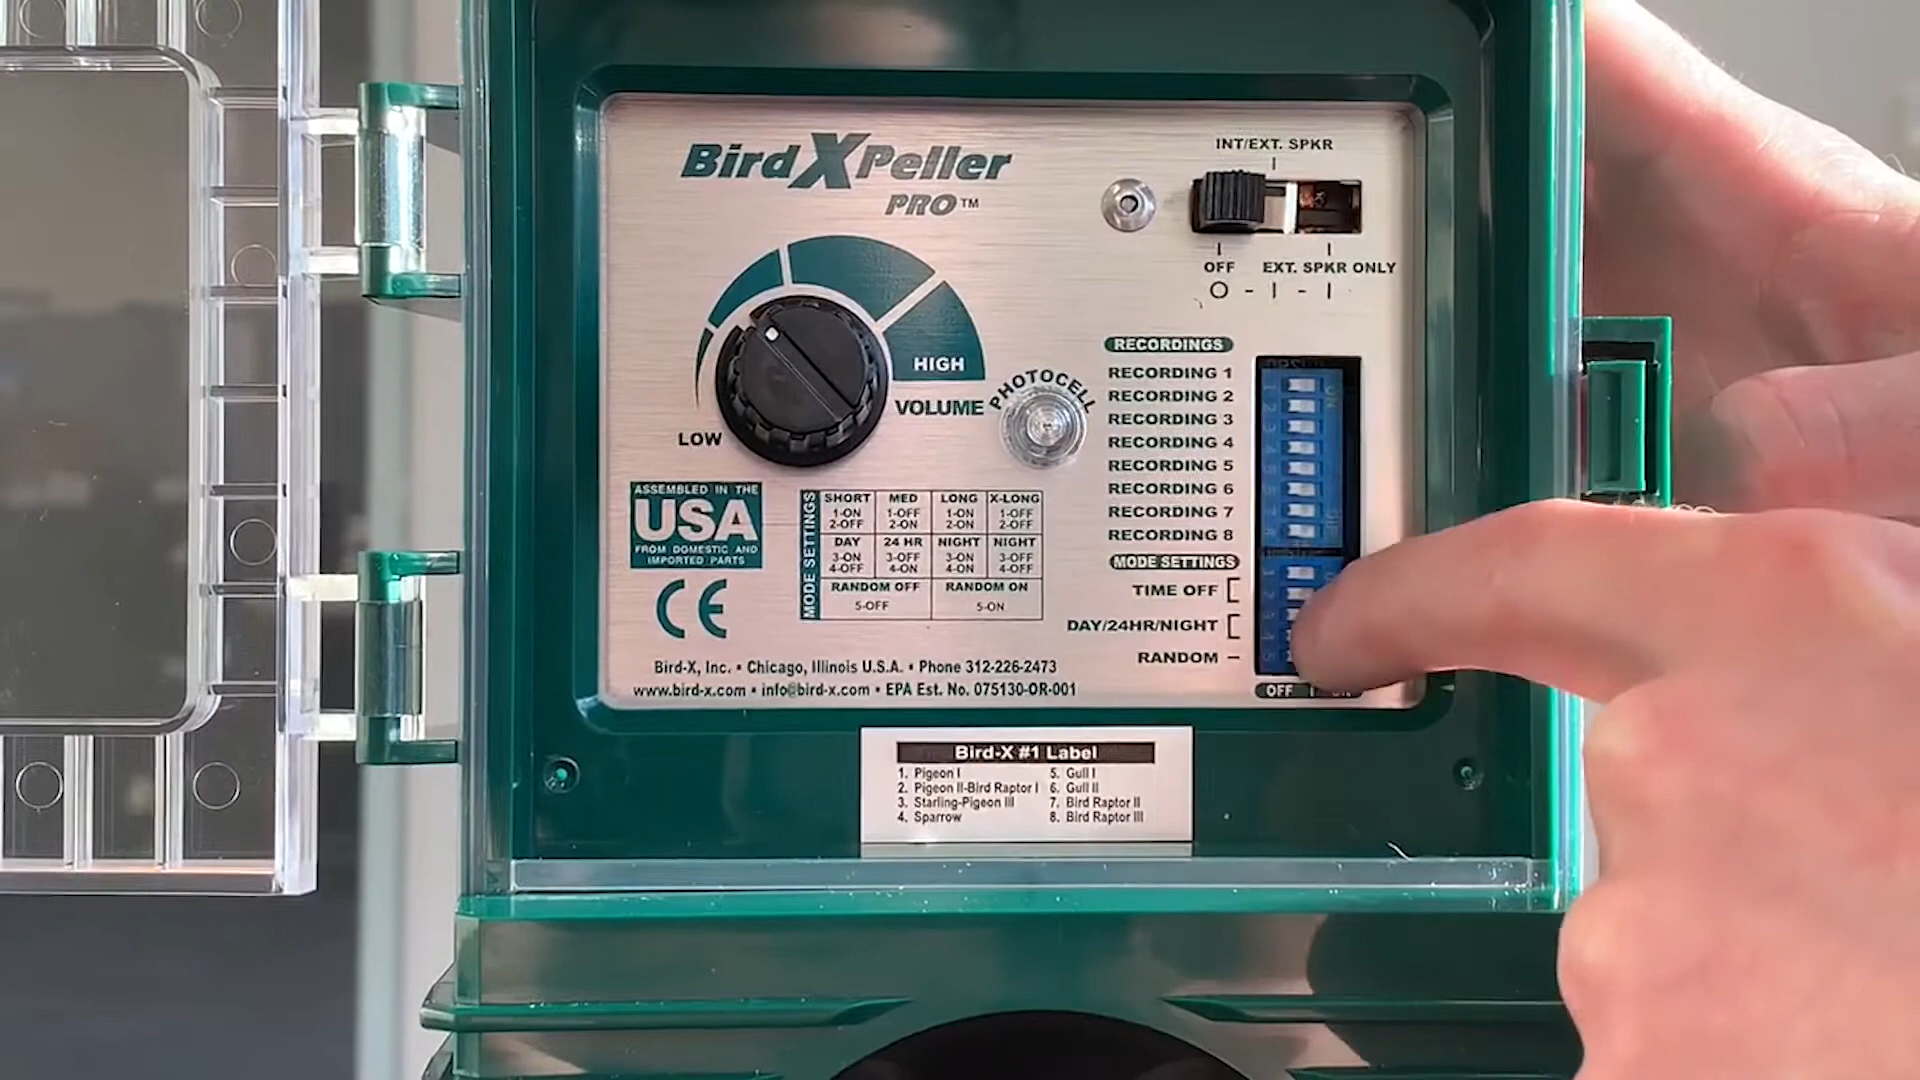 BirdXPeller
PRO™
INT/EXT. SPKR
OFF EXT. SPKR ONLY
HIGH
VOLUME
LOW
PHOTOCELL
RECORDINGS
RECORDING 1
RECORDING 2
RECORDING 3
RECORDING 4
RECORDING 5
RECORDING 6
RECORDING 7
RECORDING 8
MODE SETTINGS
TIME OFF
DAY/24HR/NIGHT
RANDOM
OFF
ASSEMBLED IN THE
USA
FROM DOMESTIC AND
IMPORTED PARTS
CE
MODE SETTINGS
SHORT MED LONG X-LONG
1-ON 1-OFF 1-ON 1-OFF
2-OFF 2-ON 2-ON 2-OFF
DAY 24 HR NIGHT NIGHT
3-ON 3-OFF 3-ON 3-OFF
4-OFF 4-ON 4-ON 4-OFF
RANDOM OFF RANDOM ON
5-OFF 5-ON
Bird-X, Inc. • Chicago, Illinois U.S.A. • Phone 312-226-2473
www.bird-x.com • info@bird-x.com • EPA Est. No. 075130-OR-001
Bird-X #1 Label
1. Pigeon I 5. Gull I
2. Pigeon II-Bird Raptor I 6. Gull II
3. Starling-Pigeon III 7. Bird Raptor II
4. Sparrow 8. Bird Raptor III